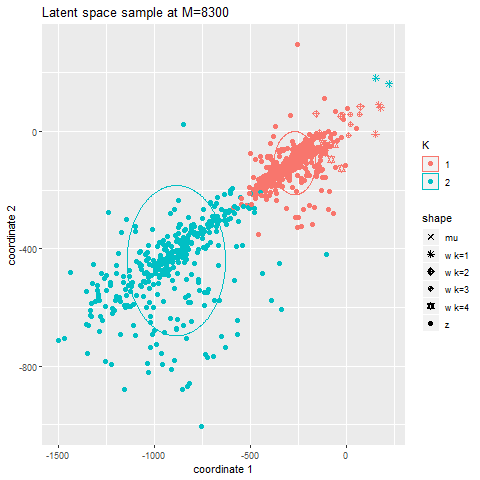 Latent space sample at M=8300
0
-400
-800
coordinate 2
-1500
-1000
-500
0
coordinate 1
K
1
2
shape
mu
w k=1
w k=2
w k=3
w k=4
z